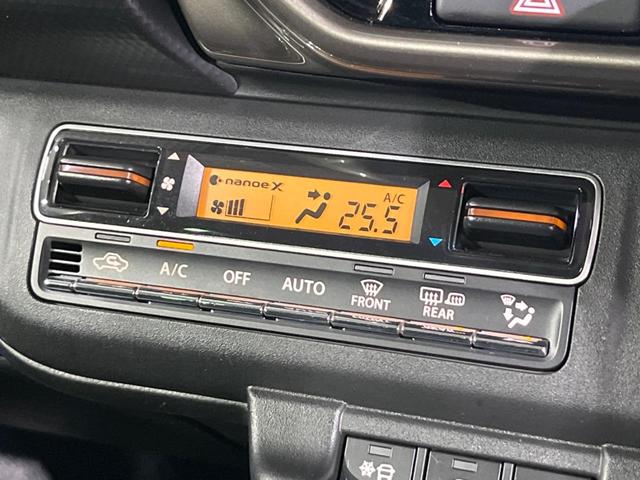 nanoe X
A/C
25.5
A/C
OFF
AUTO
FRONT
REAR